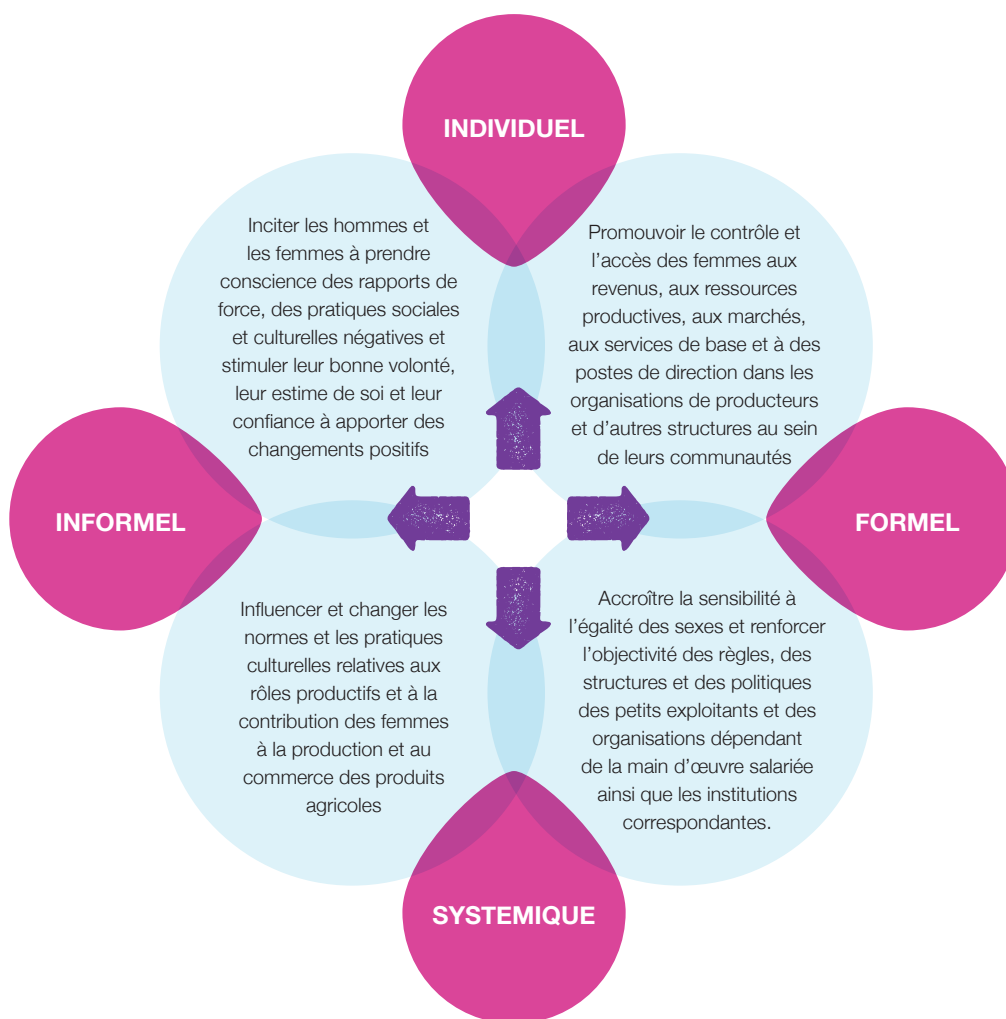 INDIVIDUEL
Inciter les hommes et
les femmes à prendre
conscience des rapports de
force, des pratiques sociales
et culturelles négatives et
stimuler leur bonne volonté,
leur estime de soi et leur
confiance à apporter des
changements positifs
Promouvoir le contrôle et
l’accès des femmes aux
revenus, aux ressources
productives, aux marchés,
aux services de base et à des
postes de direction dans les
organisations de producteurs
et d’autres structures au sein
de leurs communautés
INFORMEL
FORMEL
Influencer et changer les
normes et les pratiques
culturelles relatives aux
rôles productifs et à la
contribution des femmes
à la production et au
commerce des produits
agricoles
Accroître la sensibilité à
l’égalité des sexes et renforcer
l’objectivité des règles, des
structures et des politiques
des petits exploitants et des
organisations dépendant
de la main d’œuvre salariée
ainsi que les institutions
correspondantes.
SYSTEMIQUE